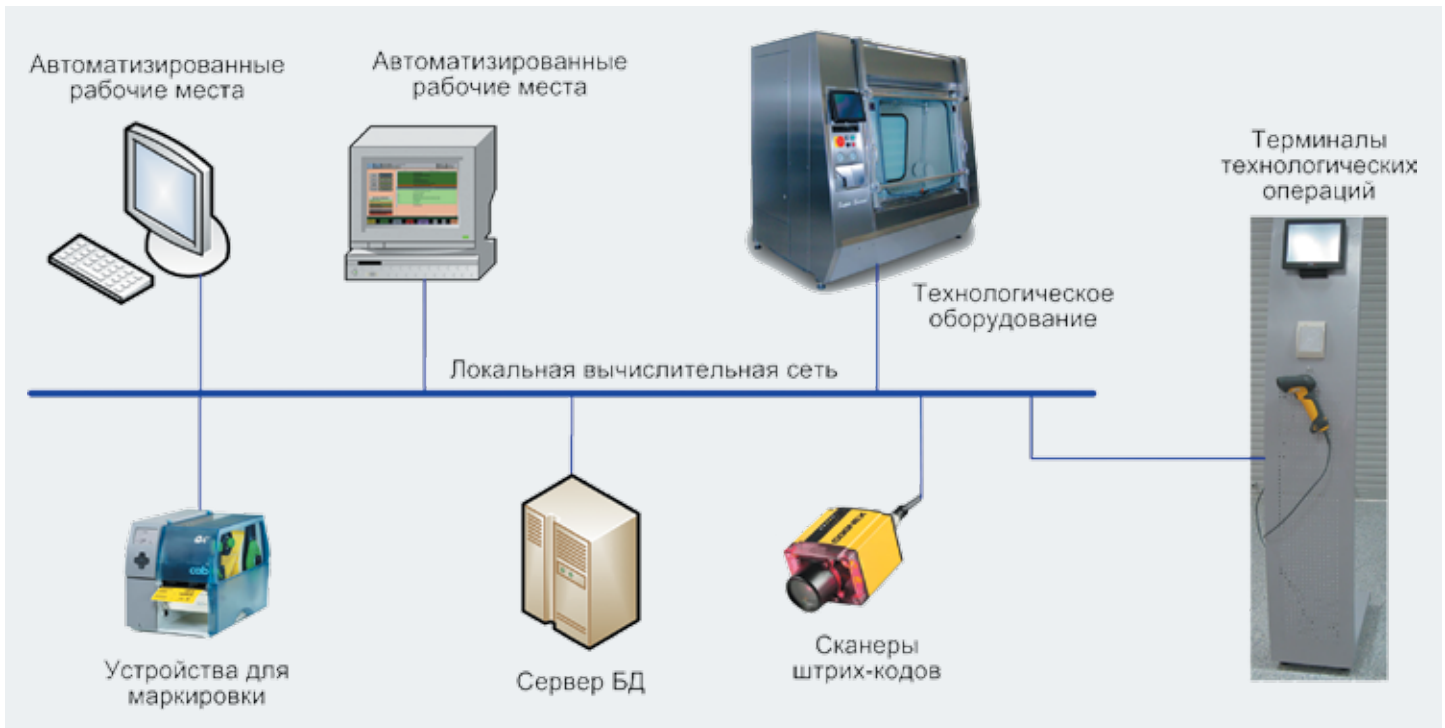 Автоматизированные
рабочие места
Автоматизированные
рабочие места
Терминалы
технологических
операций
Технологическое
оборудование
Локальная вычислительная сеть
Устройства для
маркировки
Сервер БД
Сканеры
штрих-кодов
cab